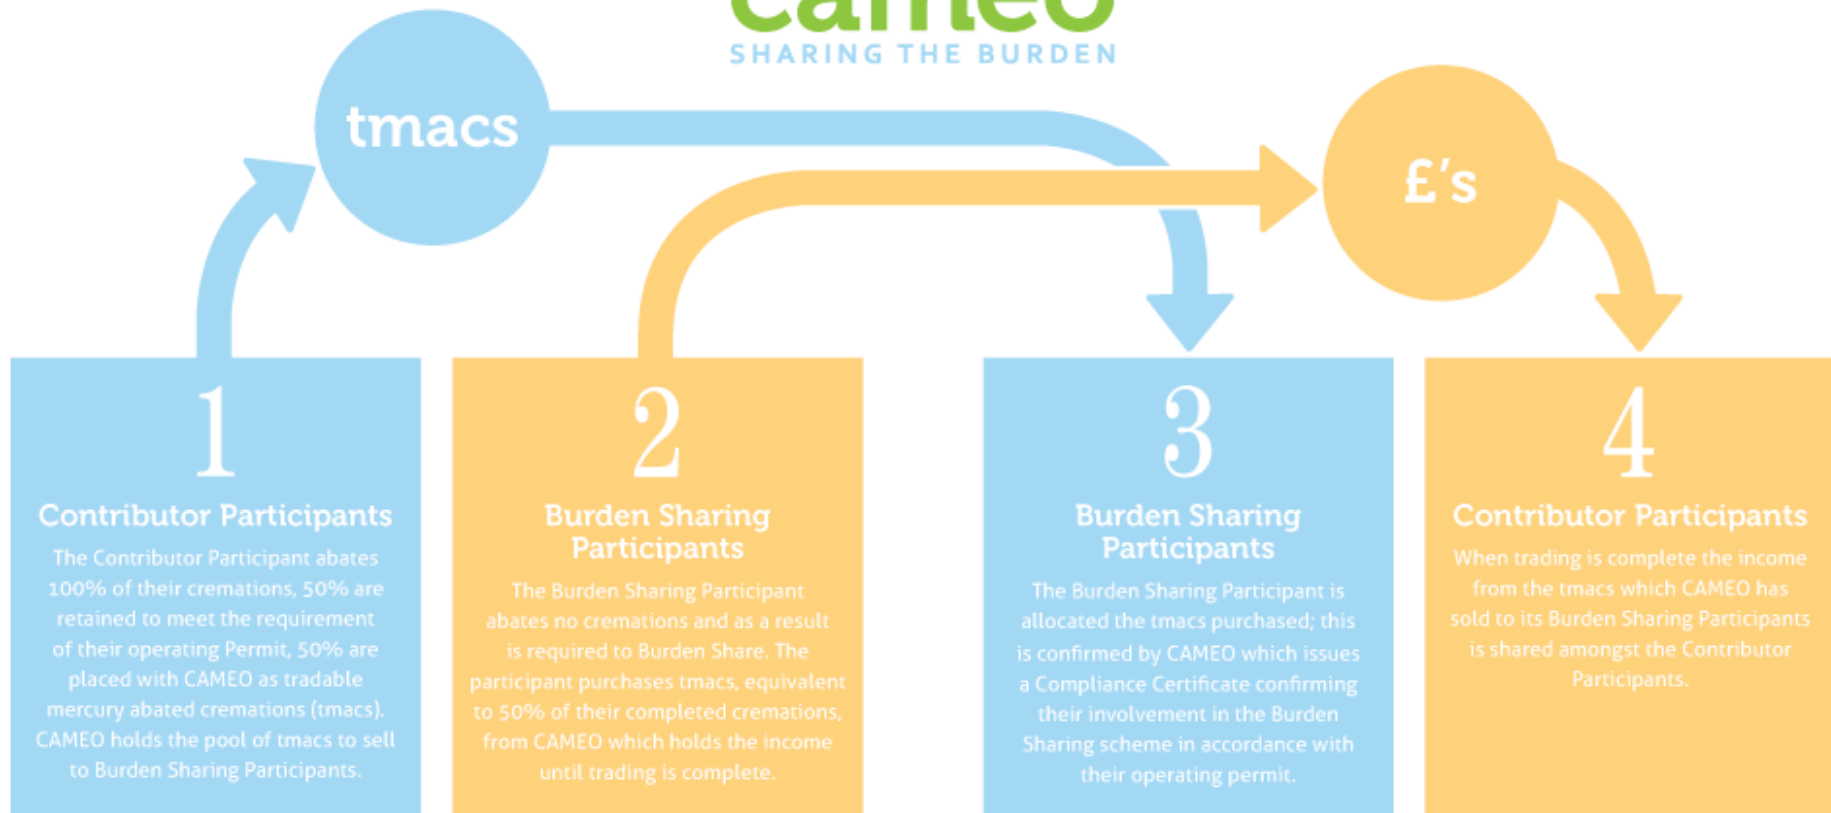 cameo
SHARING THE BURDEN
tmacs
£'s
1
Contributor Participants
The Contributor Participant abates
100% of their cremations, 50% are
retained to meet the requirement
of their operating Permit, 50% are
placed with CAMEO as tradable
mercury abated cremations (tmacs).
CAMEO holds the pool of tmacs to sell
to Burden Sharing Participants.
2
Burden Sharing
Participants
The Burden Sharing Participant
abates no cremations and as a result
is required to Burden Share. The
participant purchases tmacs, equivalent
to 50% of their completed cremations,
from CAMEO which holds the income
until trading is complete.
3
Burden Sharing
Participants
The Burden Sharing Participant is
allocated the tmacs purchased; this
is confirmed by CAMEO which issues
a Compliance Certificate confirming
their involvement in the Burden
Sharing scheme in accordance with
their operating permit.
4
Contributor Participants
When trading is complete the income
from the tmacs which CAMEO has
sold to its Burden Sharing Participants
is shared amongst the Contributor
Participants.